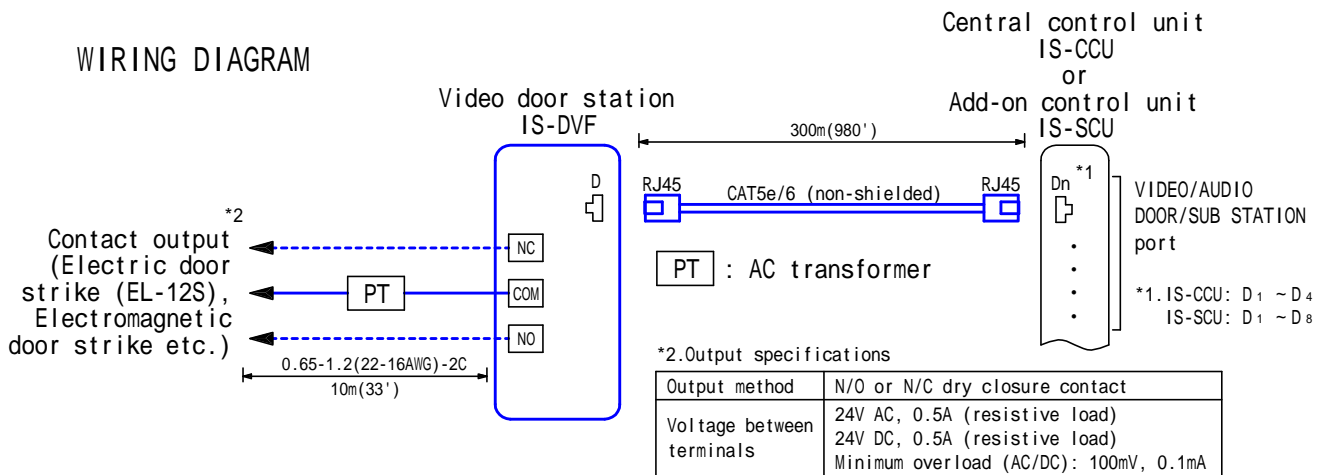 WIRING DIAGRAM
Central control unit
IS-CCU
or
Add-on control unit
IS-SCU
Video door station
IS-DVF
300m(980')
D
RJ45
CAT5e/6 (non-shielded)
RJ45
Dn *1
VIDEO/AUDIO
DOOR/SUB STATION
port
*1.IS-CCU: D1 ~D4
IS-SCU: D1 ~D8
*2
Contact output
(Electric door
strike (EL-12S),
Electromagnetic
door strike etc.)
NC
PT
COM
NO
0.65-1.2(22-16AWG)-2C
10m(33')
PT : AC transformer
*2.Output specifications
Output method N/O or N/C dry closure contact
Voltage between terminals
24V AC, 0.5A (resistive load)
24V DC, 0.5A (resistive load)
Minimum overload (AC/DC): 100mV, 0.1mA